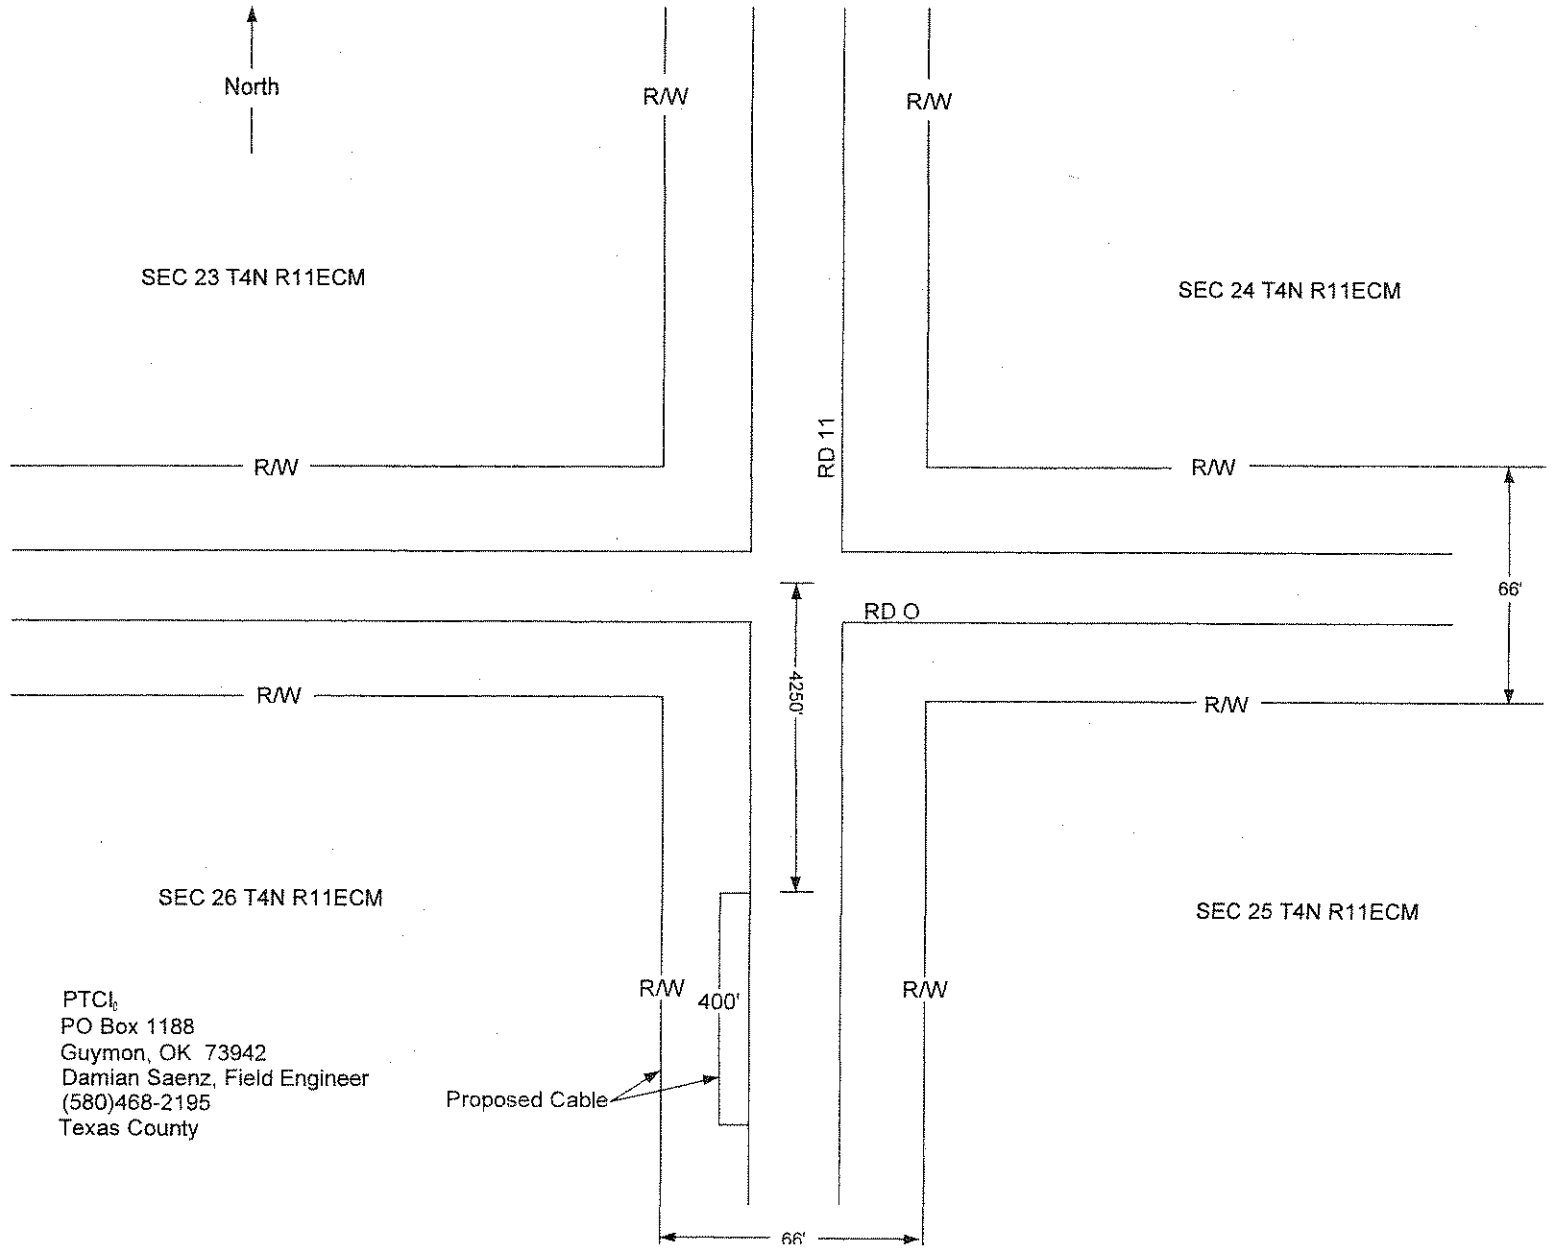 North
R/W
R/W
SEC 23 T4N R11ECM
SEC 24 T4N R11ECM
RD 11
R/W
R/W
66'
RD O
4250'
R/W
R/W
SEC 26 T4N R11ECM
SEC 25 T4N R11ECM
R/W
400'
R/W
PTCI
PO Box 1188
Guymon, OK 73942
Damian Saenz, Field Engineer
(580)468-2195
Texas County
Proposed Cable
66'